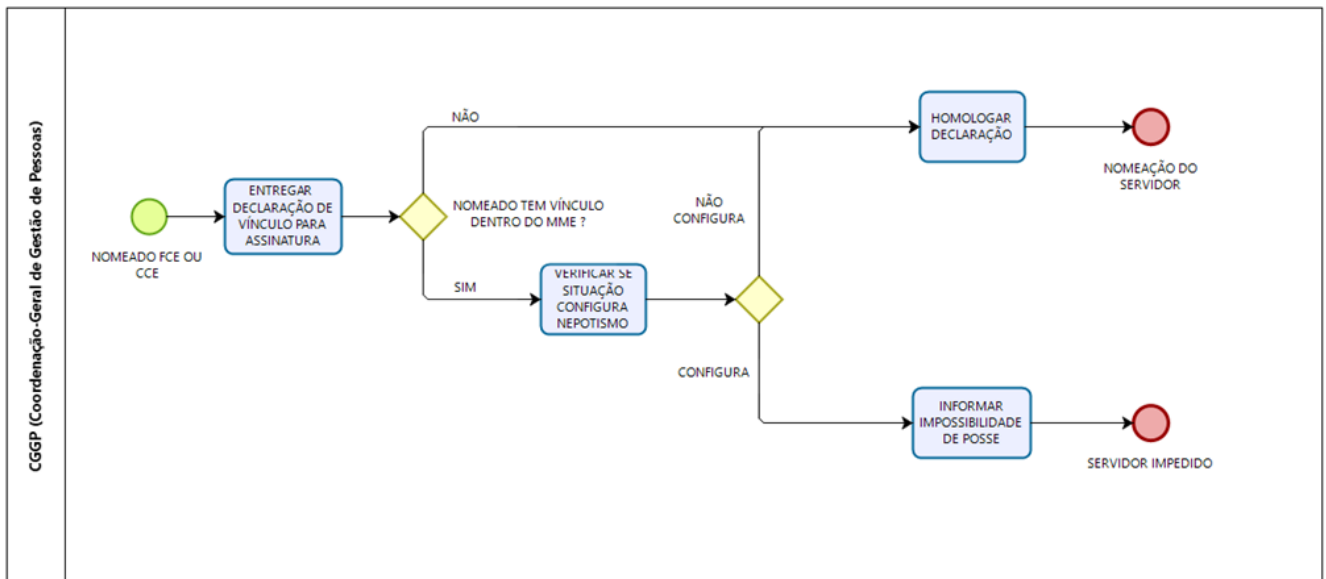 CGGP (Coordenação-Geral de Gestão de Pessoas)
NOMEADO FCE OU
CCE
ENTREGAR
DECLARAÇÃO DE
VÍNCULO PARA
ASSINATURA
NÃO
NOMEADO TEM VÍNCULO
DENTRO DO MME ?
SIM
VERIFICAR SE
SITUAÇÃO
CONFIGURA
NEPOTISMO
NÃO
CONFIGURA
CONFIGURA
HOMOLOGAR
DECLARAÇÃO
NOMEAÇÃO DO
SERVIDOR
INFORMAR
IMPOSSIBILIDADE
DE POSSE
SERVIDOR IMPEDIDO